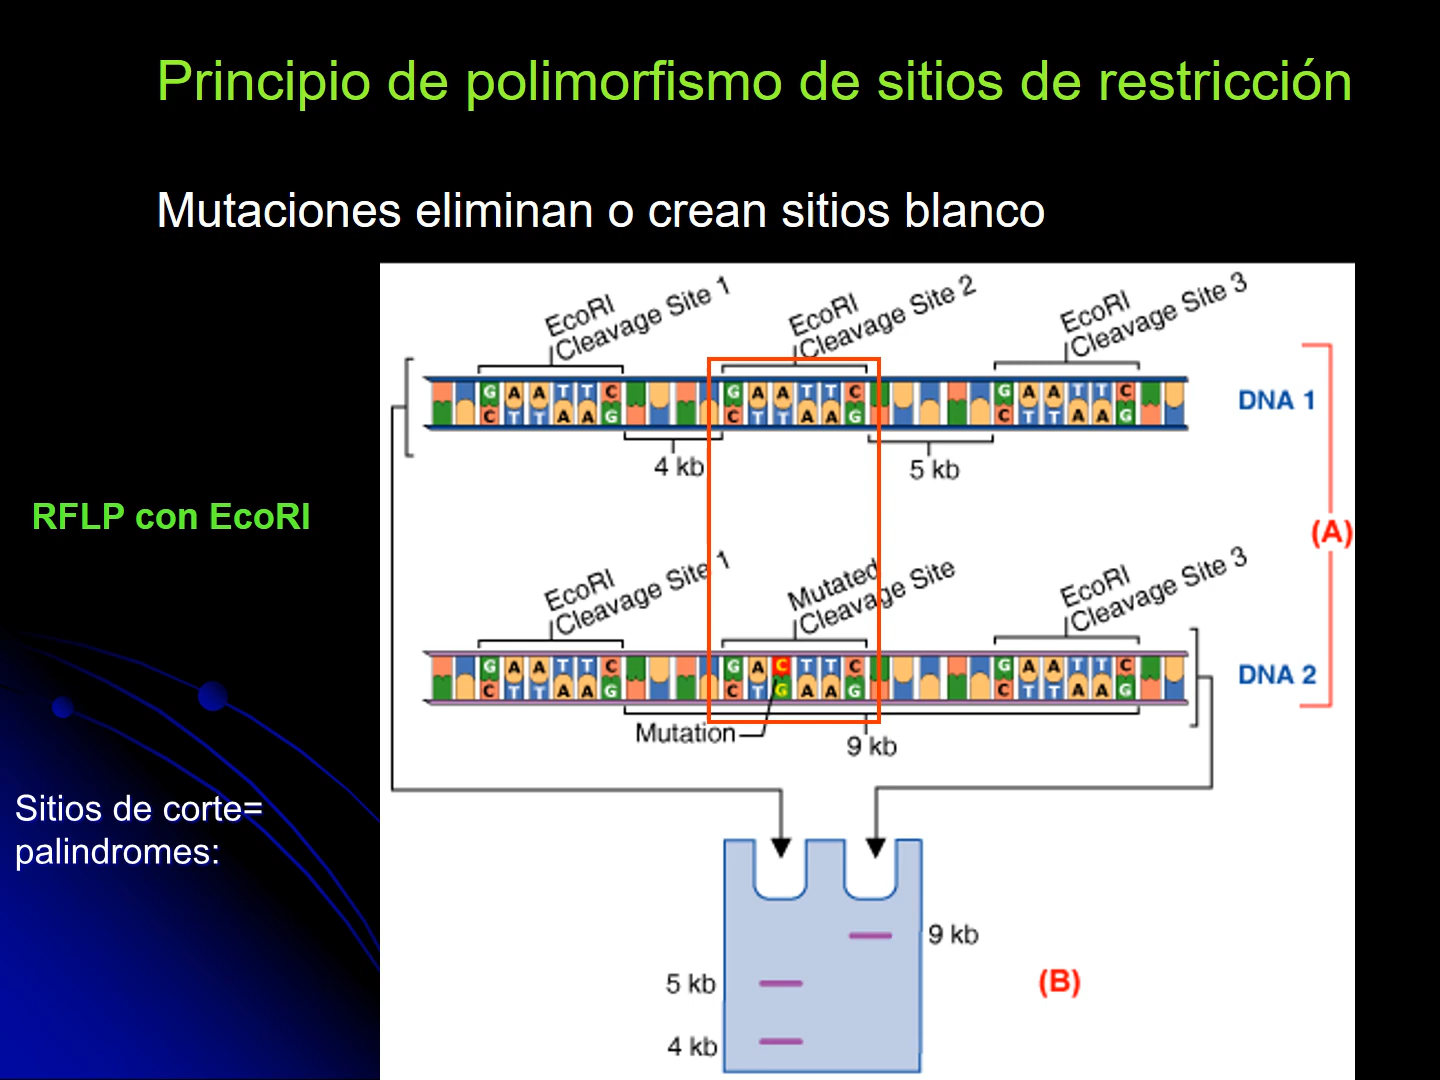 Principio de polimorfismo de sitios de restricción
Mutaciones eliminan o crean sitios blanco
EcoRI
Cleavage Site 1
EcoRI
Cleavage Site 2
EcoRI
Cleavage Site 3
G A A T T C
G A A T T C
G A A T T C
C T T A A G
C T T A A G
C T T A A G
DNA 1
4 kb
5 kb
RFLP con EcoRI
(A)
EcoRI
Cleavage Site 1
Mutated
Cleavage Site
EcoRI
Cleavage Site 3
G A A T T C
G A C T T C
G A A T T C
C T T A A G
C T G A A G
C T T A A G
DNA 2
Mutation
9 kb
Sitios de corte=
palindromes:
9 kb
5 kb
(B)
4 kb